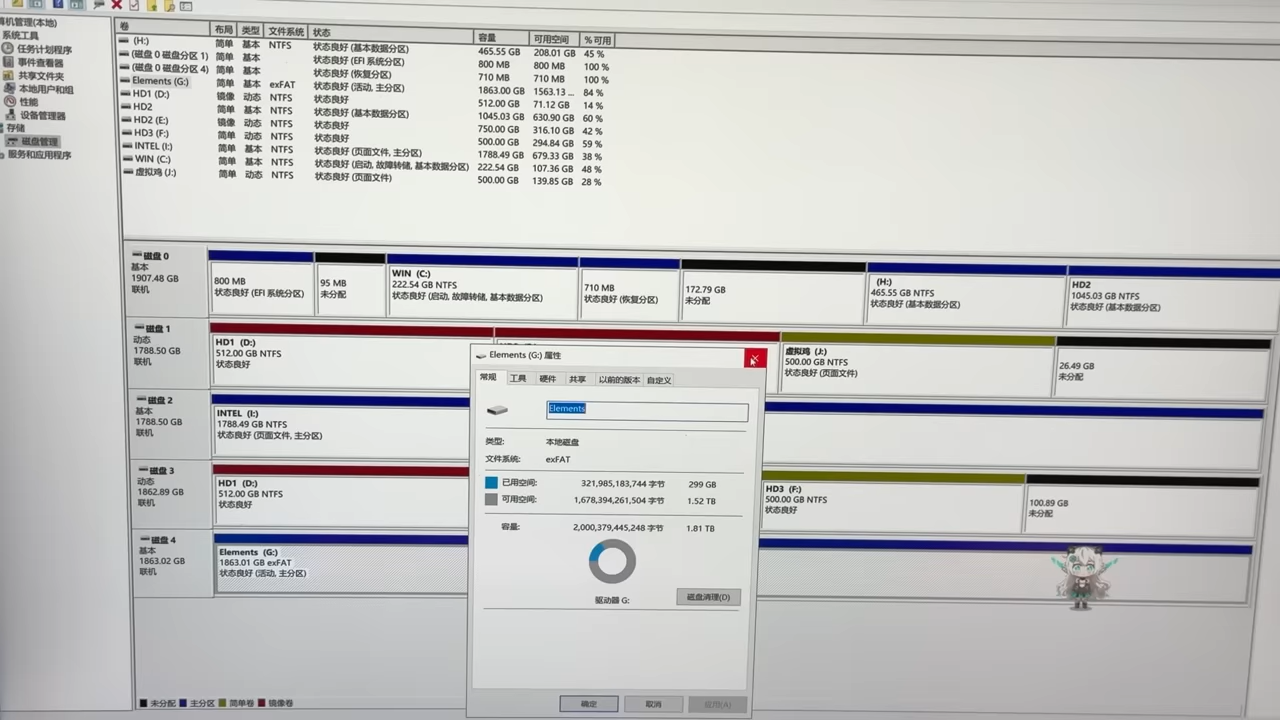 算机管理(本地)
系统工具
任务计划程序
事件查看器
共享文件夹
本地用户和组
性能
设备管理器
存储
磁盘管理
服务和应用程序
卷 布局 类型 文件系统 状态 容量 可用空间 % 可用
(H:) 简单 基本 NTFS 状态良好 (基本数据分区) 465.55 GB 208.01 GB 45 %
(磁盘 0 磁盘分区 1) 简单 基本 状态良好 (EFI 系统分区) 800 MB 800 MB 100 %
(磁盘 0 磁盘分区 4) 简单 基本 状态良好 (恢复分区) 710 MB 710 MB 100 %
Elements (G:) 简单 基本 exFAT 状态良好 (活动, 主分区) 1863.00 GB 1563.13 ... 84 %
HD1 (D:) 镜像 动态 NTFS 状态良好 512.00 GB 71.12 GB 14 %
HD2 简单 基本 NTFS 状态良好 (基本数据分区) 1045.03 GB 630.90 GB 60 %
HD2 (E:) 镜像 动态 NTFS 状态良好 750.00 GB 316.10 GB 42 %
HD3 (F:) 简单 动态 NTFS 状态良好 500.00 GB 294.84 GB 59 %
INTEL (I:) 简单 基本 NTFS 状态良好 (页面文件, 主分区) 1788.49 GB 679.33 GB 38 %
WIN (C:) 简单 基本 NTFS 状态良好 (启动, 故障转储, 基本数据分区) 222.54 GB 107.36 GB 48 %
虚拟鸡 (J:) 简单 动态 NTFS 状态良好 (页面文件) 500.00 GB 139.85 GB 28 %
磁盘 0
基本
1907.48 GB
联机
800 MB
状态良好 (EFI 系统分区)
95 MB
未分配
WIN (C:)
222.54 GB NTFS
状态良好 (启动, 故障转储, 基本数据分区)
710 MB
状态良好 (恢复分区)
172.79 GB
未分配
(H:)
465.55 GB NTFS
状态良好 (基本数据分区)
HD2
1045.03 GB NTFS
状态良好 (基本数据分区)
磁盘 1
动态
1788.50 GB
联机
HD1 (D:)
512.00 GB NTFS
状态良好
虚拟鸡 (J:)
500.00 GB NTFS
状态良好 (页面文件)
26.49 GB
未分配
磁盘 2
基本
1788.50 GB
联机
INTEL (I:)
1788.49 GB NTFS
状态良好 (页面文件, 主分区)
磁盘 3
动态
1862.89 GB
联机
HD1 (D:)
512.00 GB NTFS
状态良好
HD3 (F:)
500.00 GB NTFS
状态良好
100.89 GB
未分配
磁盘 4
基本
1863.02 GB
联机
Elements (G:)
1863.01 GB exFAT
状态良好 (活动, 主分区)
Elements (G:) 属性
常规 工具 硬件 共享 以前的版本 自定义
Elements
类型: 本地磁盘
文件系统: exFAT
已用空间: 321,985,183,744 字节 299 GB
可用空间: 1,678,394,261,504 字节 1.52 TB
容量: 2,000,379,445,248 字节 1.81 TB
驱动器 G:
磁盘清理(D)
确定 取消 应用(A)
未分配 主分区 简单卷 镜像卷